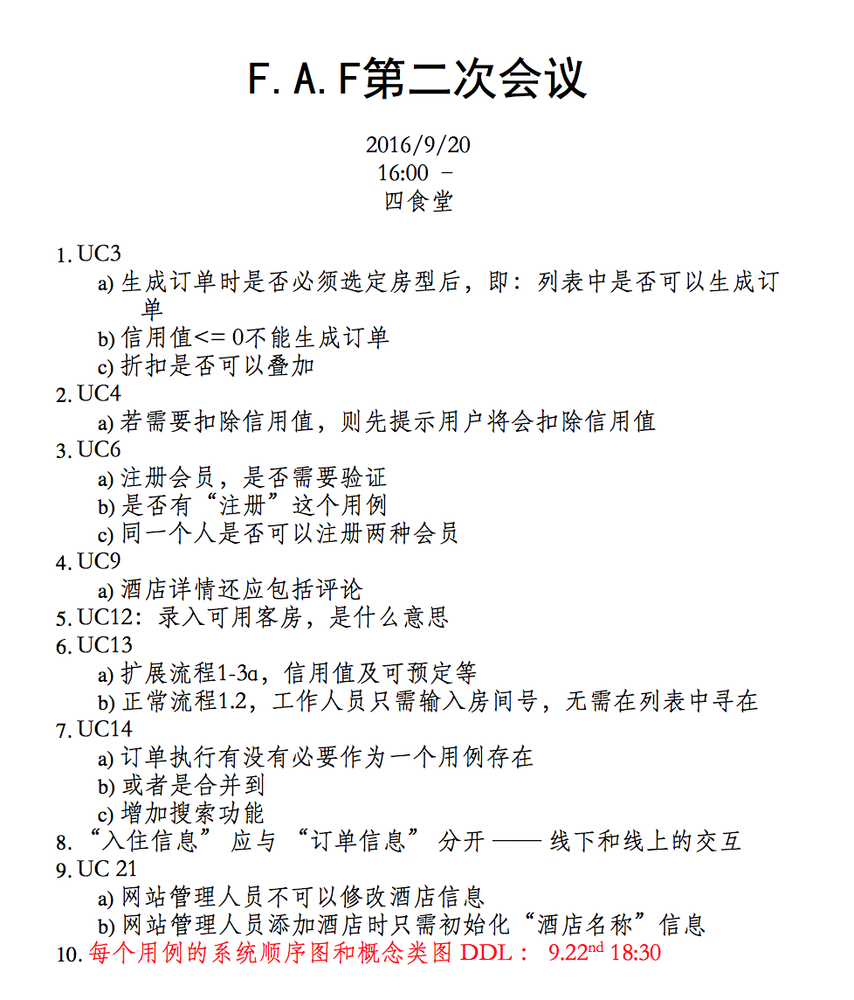 F.A.F第二次会议
2016/9/20
16:00 –
四食堂
1. UC3
a) 生成订单时是否必须选定房型后，即：列表中是否可以生成订
单
b) 信用值<= 0不能生成订单
c) 折扣是否可以叠加
2. UC4
a) 若需要扣除信用值，则先提示用户将会扣除信用值
3. UC6
a) 注册会员，是否需要验证
b) 是否有“注册”这个用例
c) 同一个人是否可以注册两种会员
4. UC9
a) 酒店详情还应包括评论
5. UC12：录入可用客房，是什么意思
6. UC13
a) 扩展流程1-3a，信用值及可预定等
b) 正常流程1.2，工作人员只需输入房间号，无需在列表中寻在
7. UC14
a) 订单执行有没有必要作为一个用例存在
b) 或者是合并到
c) 增加搜索功能
8. “入住信息” 应与 “订单信息” 分开 —— 线下和线上的交互
9. UC 21
a) 网站管理人员不可以修改酒店信息
b) 网站管理人员添加酒店时只需初始化“酒店名称”信息
10. 每个用例的系统顺序图和概念类图 DDL： 9.22nd 18:30